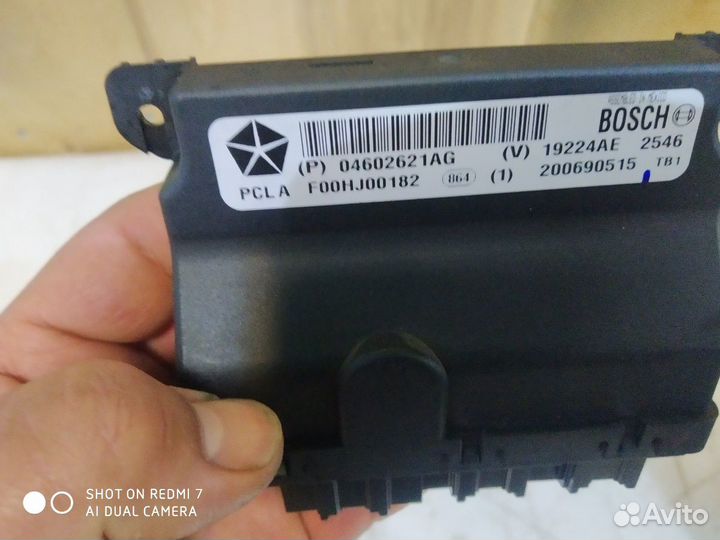 BOSCH
(P) 04602621AG (V) 19224AE 2546
PCLA F00HJ00182 864 (1) 200690515 TB1
SHOT ON REDMI 7
AI DUAL CAMERA
Avito